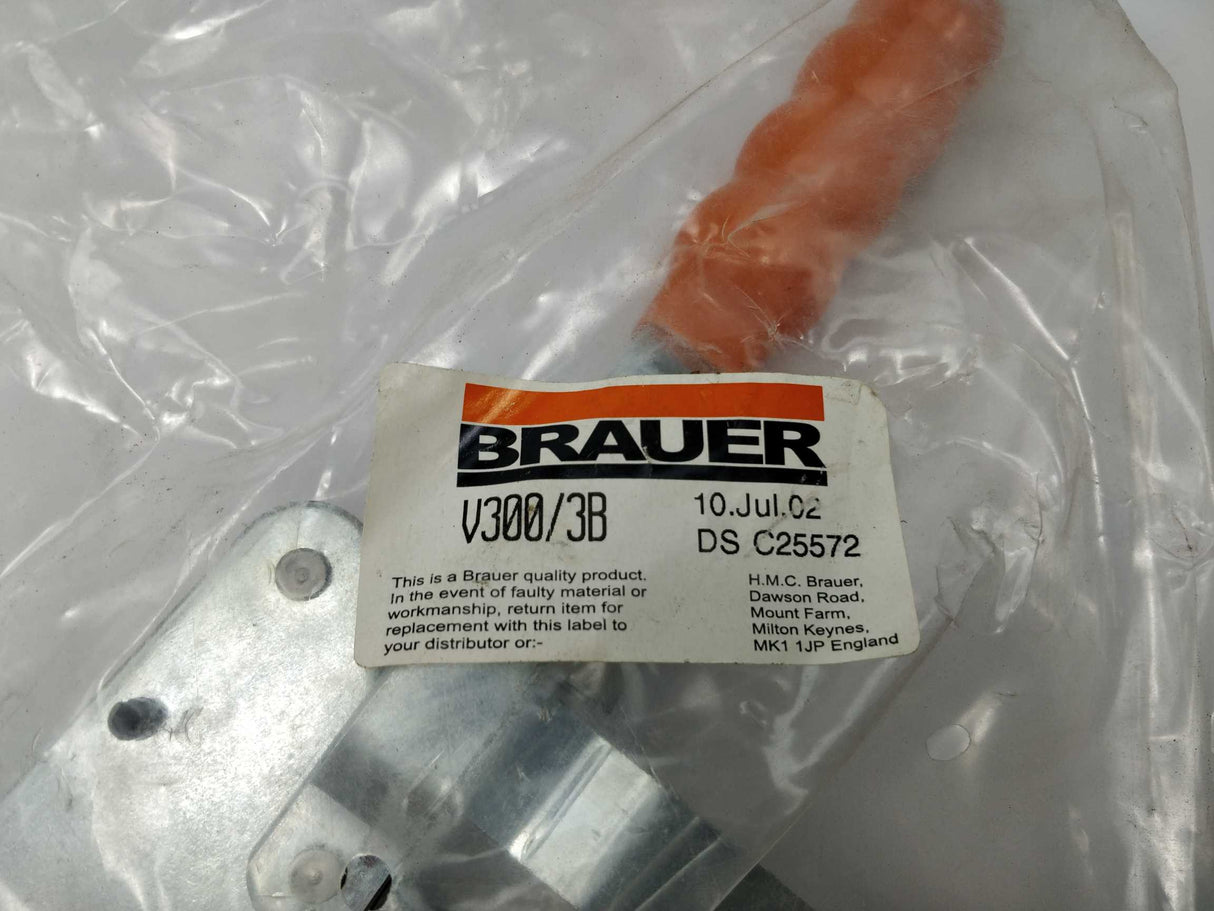 BRAUER
V300/3B
10.Jul.02
DS C25572
This is a Brauer quality product.
In the event of faulty material or
workmanship, return item for
replacement with this label to
your distributor or:-
H.M.C. Brauer,
Dawson Road,
Mount Farm,
Milton Keynes,
MK1 1JP England